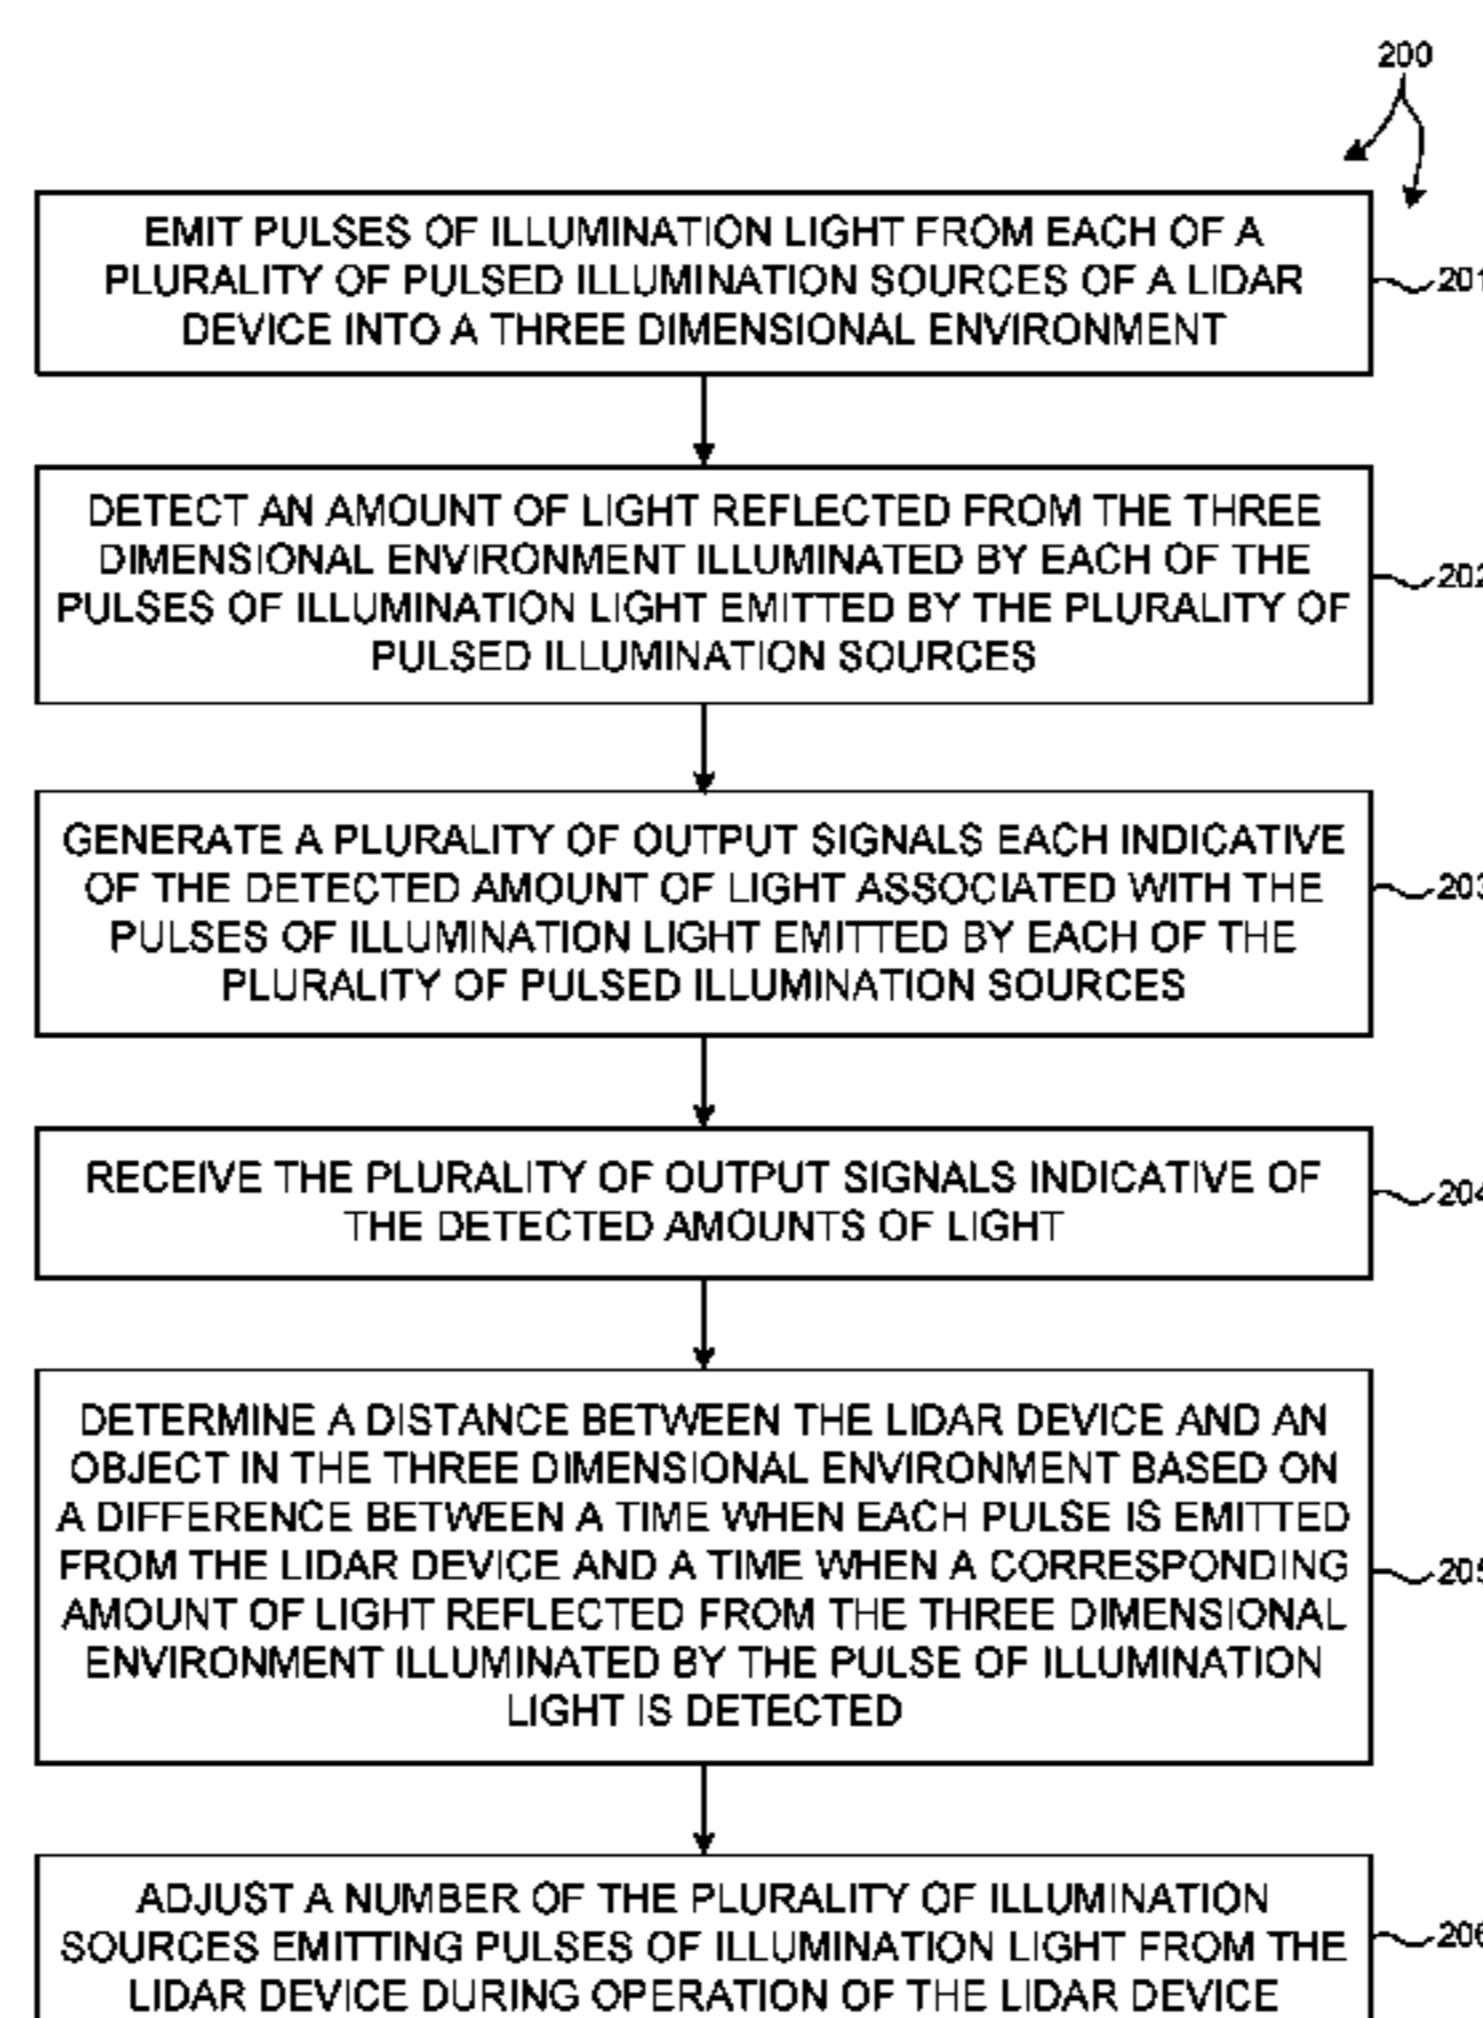 200
EMIT PULSES OF ILLUMINATION LIGHT FROM EACH OF A
PLURALITY OF PULSED ILLUMINATION SOURCES OF A LIDAR
DEVICE INTO A THREE DIMENSIONAL ENVIRONMENT
201
DETECT AN AMOUNT OF LIGHT REFLECTED FROM THE THREE
DIMENSIONAL ENVIRONMENT ILLUMINATED BY EACH OF THE
PULSES OF ILLUMINATION LIGHT EMITTED BY THE PLURALITY OF
PULSED ILLUMINATION SOURCES
202
GENERATE A PLURALITY OF OUTPUT SIGNALS EACH INDICATIVE
OF THE DETECTED AMOUNT OF LIGHT ASSOCIATED WITH THE
PULSES OF ILLUMINATION LIGHT EMITTED BY EACH OF THE
PLURALITY OF PULSED ILLUMINATION SOURCES
203
RECEIVE THE PLURALITY OF OUTPUT SIGNALS INDICATIVE OF
THE DETECTED AMOUNTS OF LIGHT
204
DETERMINE A DISTANCE BETWEEN THE LIDAR DEVICE AND AN
OBJECT IN THE THREE DIMENSIONAL ENVIRONMENT BASED ON
A DIFFERENCE BETWEEN A TIME WHEN EACH PULSE IS EMITTED
FROM THE LIDAR DEVICE AND A TIME WHEN A CORRESPONDING
AMOUNT OF LIGHT REFLECTED FROM THE THREE DIMENSIONAL
ENVIRONMENT ILLUMINATED BY THE PULSE OF ILLUMINATION
LIGHT IS DETECTED
205
ADJUST A NUMBER OF THE PLURALITY OF ILLUMINATION
SOURCES EMITTING PULSES OF ILLUMINATION LIGHT FROM THE
LIDAR DEVICE DURING OPERATION OF THE LIDAR DEVICE
206